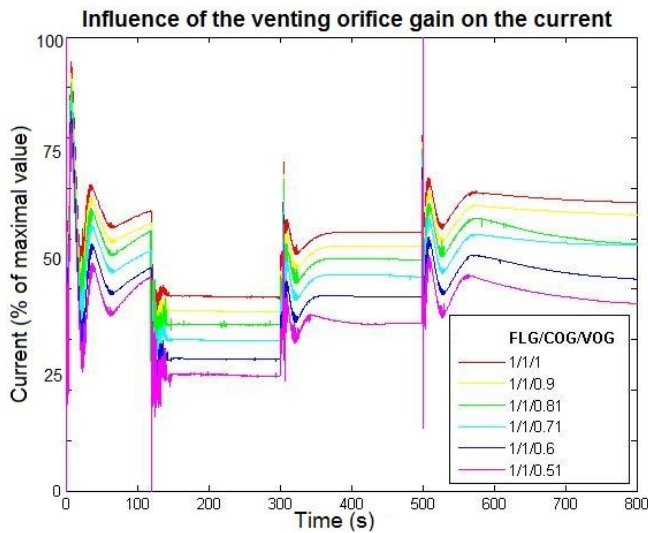 Influence of the venting orifice gain on the current
100
75
50
25
0
Current (% of maximal value)
0 100 200 300 400 500 600 700 800
Time (s)
FLG/COG/VOG
1/1/1
1/1/0.9
1/1/0.81
1/1/0.71
1/1/0.6
1/1/0.51